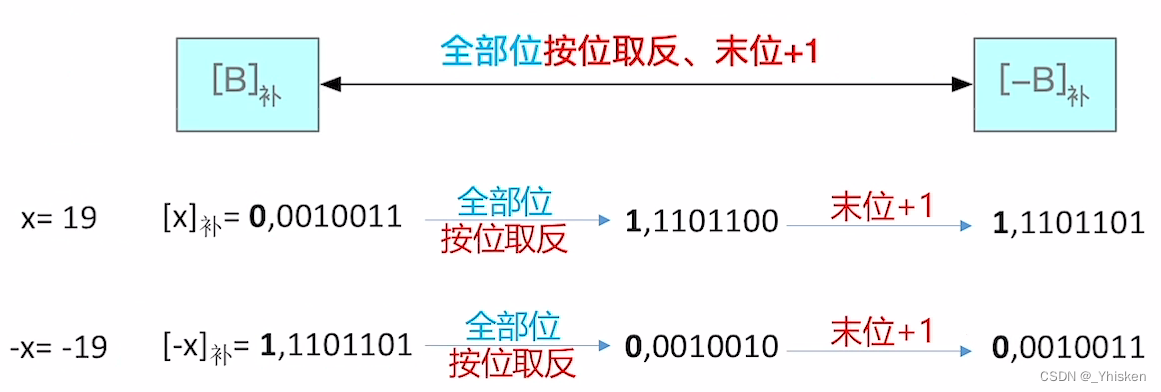 全部位按位取反、末位+1
[B]补
[–B]补
x= 19
[x]补= 0,0010011
全部位
按位取反
1,1101100
末位+1
1,1101101
-x= -19
[-x]补= 1,1101101
全部位
按位取反
0,0010010
末位+1
0,0010011
CSDN @_Yhisken